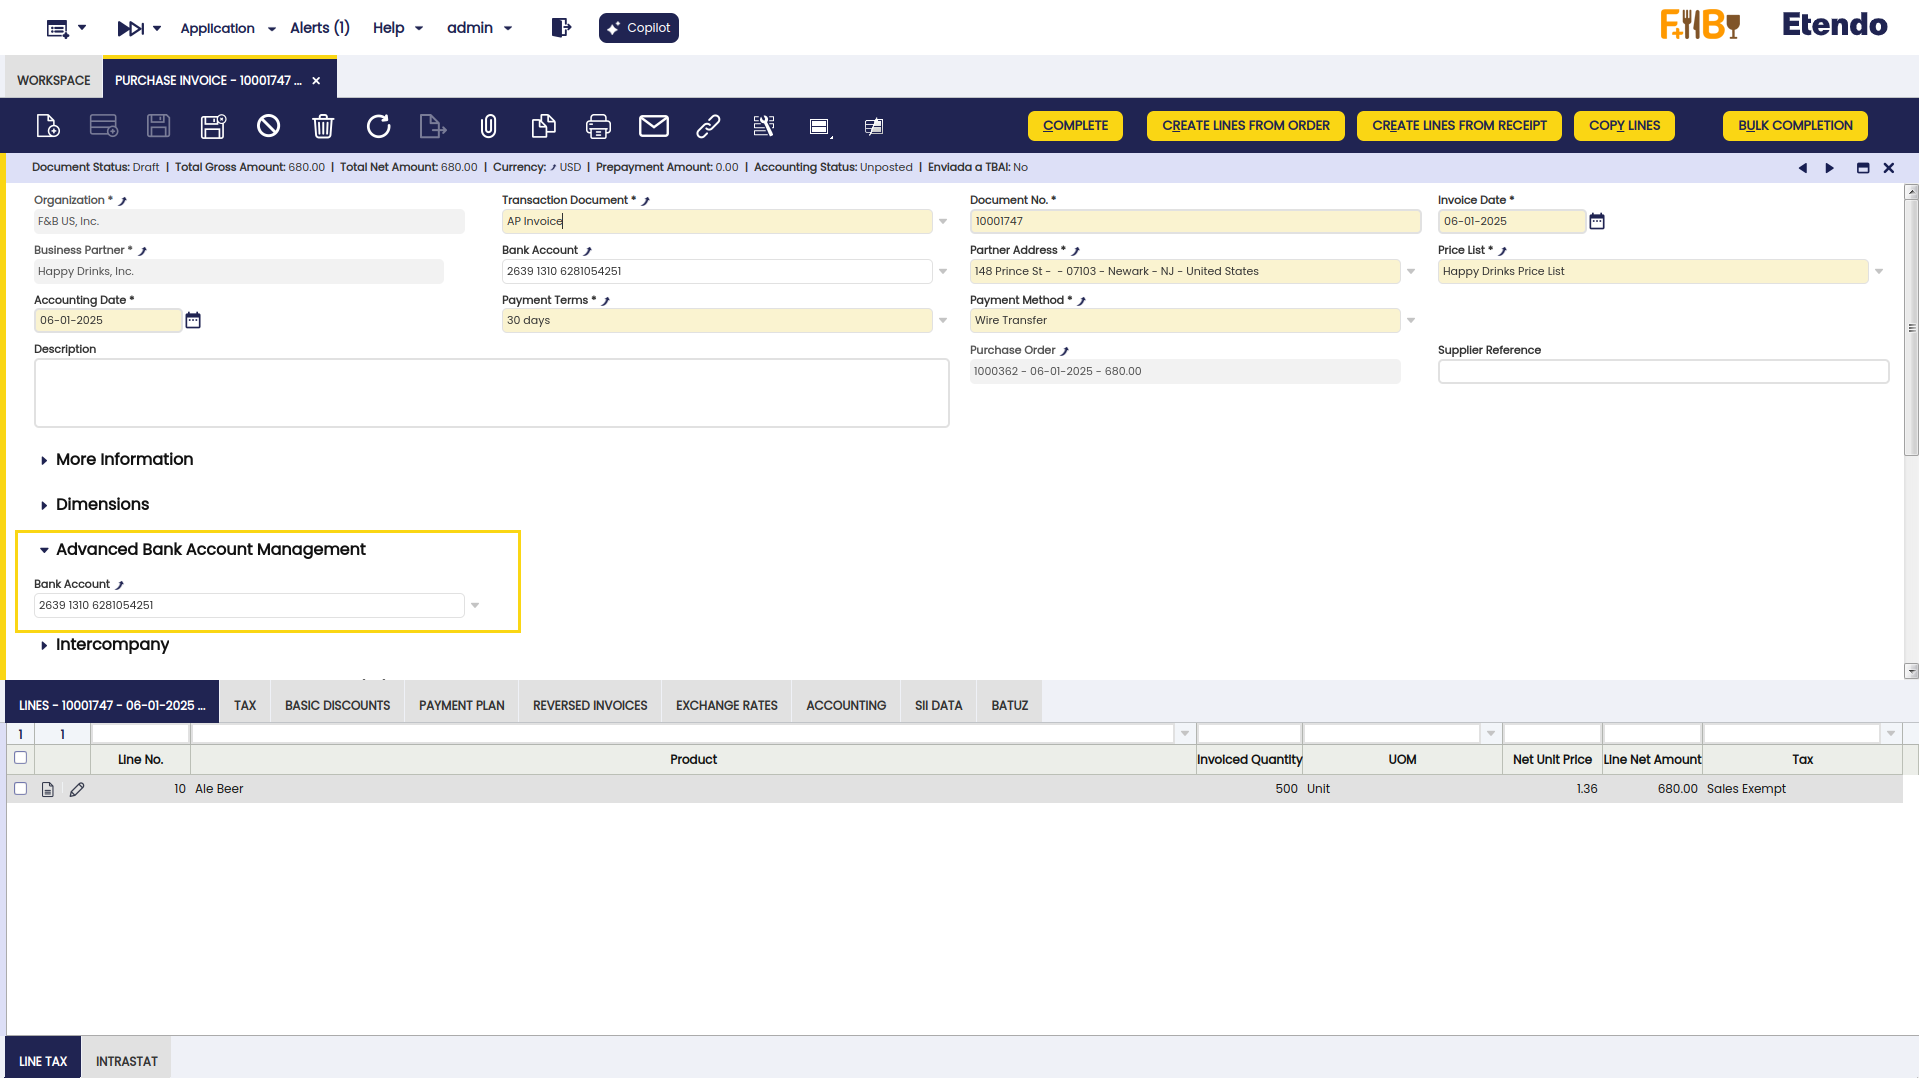 Application Alerts (1) Help admin Copilot F&B Etendo
WORKSPACE PURCHASE INVOICE - 10001747 ...
COMPLETE CREATE LINES FROM ORDER CREATE LINES FROM RECEIPT COPY LINES BULK COMPLETION
Document Status: Draft | Total Gross Amount: 680.00 | Total Net Amount: 680.00 | Currency: USD | Prepayment Amount: 0.00 | Accounting Status: Unposted | Enviada a TBAI: No
Organization * Transaction Document * Document No. * Invoice Date *
F&B US, Inc. AP Invoice 10001747 06-01-2025
Business Partner * Bank Account Partner Address * Price List *
Happy Drinks, Inc. 2639 1310 6281054251 148 Prince St - - 07103 - Newark - NJ - United States Happy Drinks Price List
Accounting Date * Payment Terms * Payment Method *
06-01-2025 30 days Wire Transfer
Description Purchase Order Supplier Reference
1000362 - 06-01-2025 - 680.00
More Information
Dimensions
Advanced Bank Account Management
Bank Account
2639 1310 6281054251
Intercompany
LINES - 10001747 - 06-01-2025 ... TAX BASIC DISCOUNTS PAYMENT PLAN REVERSED INVOICES EXCHANGE RATES ACCOUNTING SII DATA BATUZ
1 1
Line No. Product Invoiced Quantity UOM Net Unit Price Line Net Amount Tax
10 Ale Beer 500 Unit 1.36 680.00 Sales Exempt
LINE TAX INTRASTAT